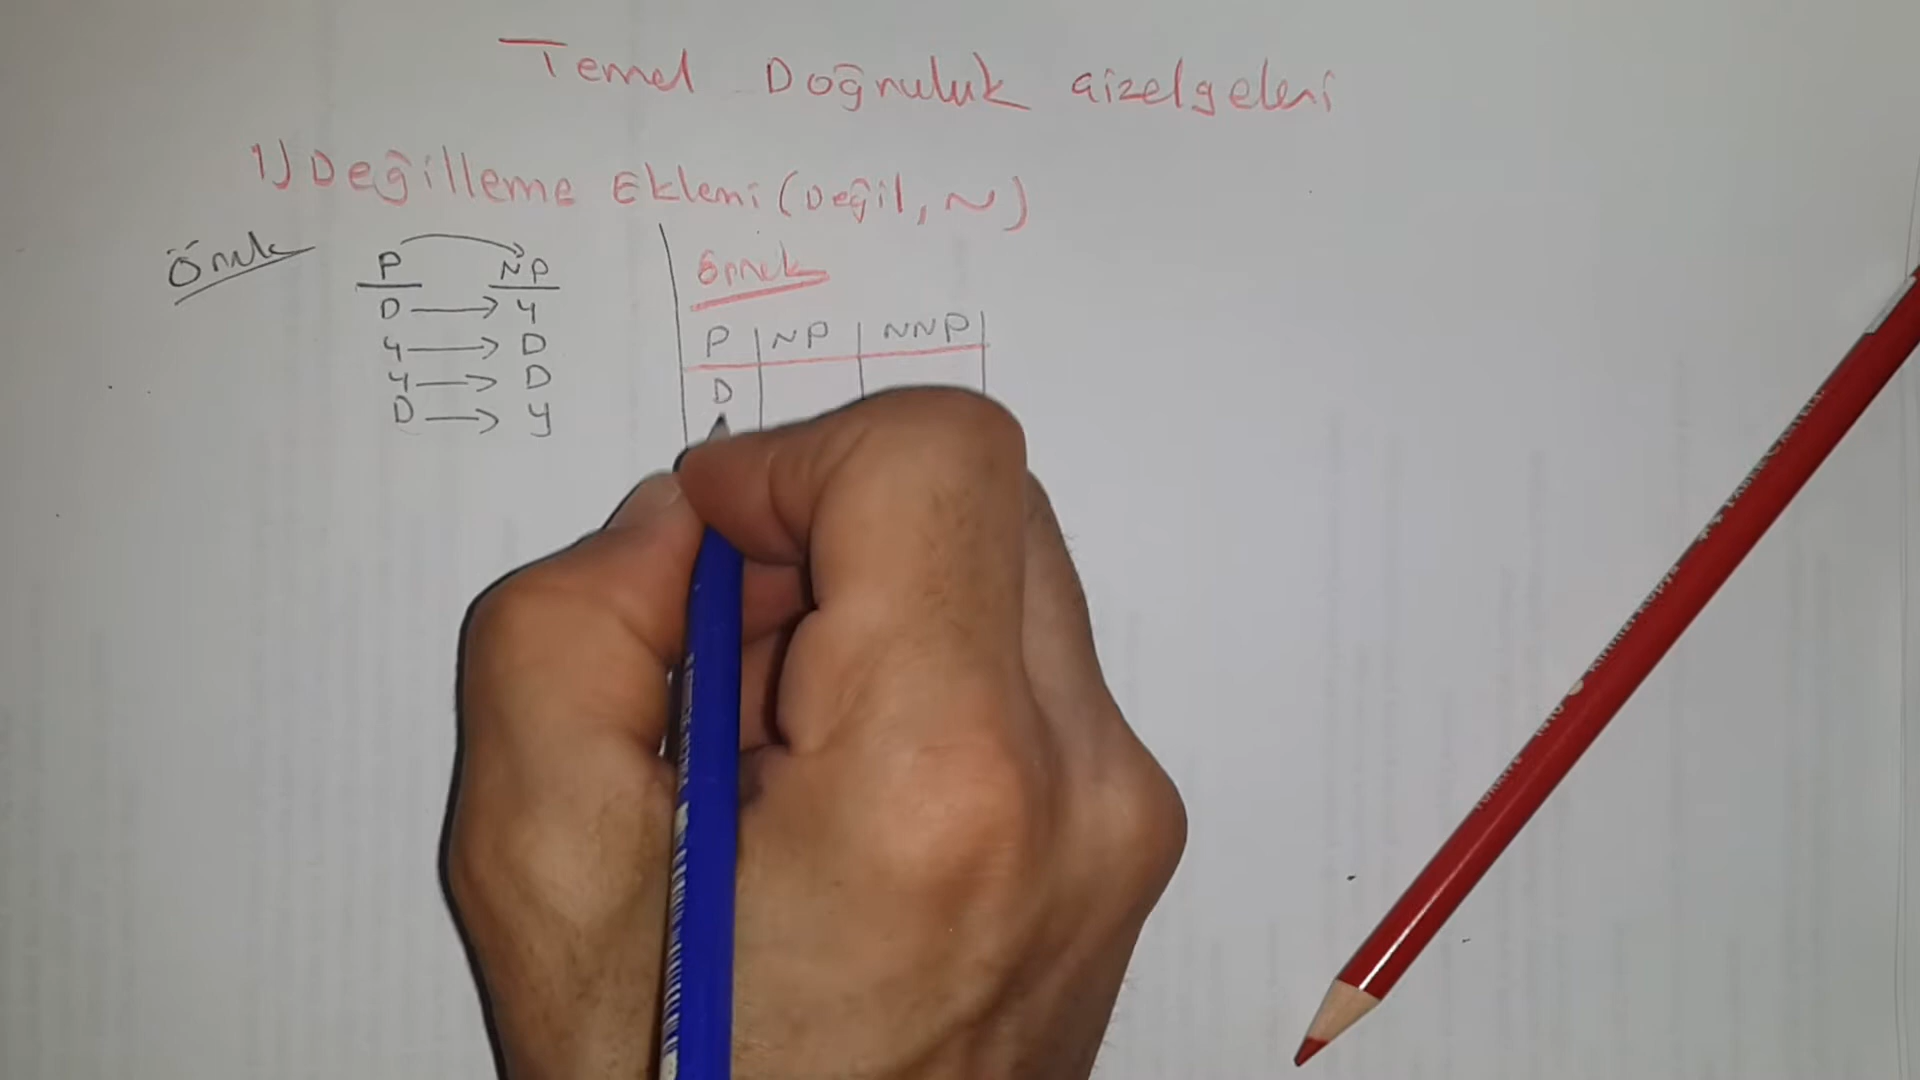 Temel Doğruluk Çizelgeleri
1) Değilleme Eklemi (Değil, ~)
Örnek
P ~P
D → Y
Y → D
Y → D
D → Y
Örnek
P | ~P | ~~P |
D